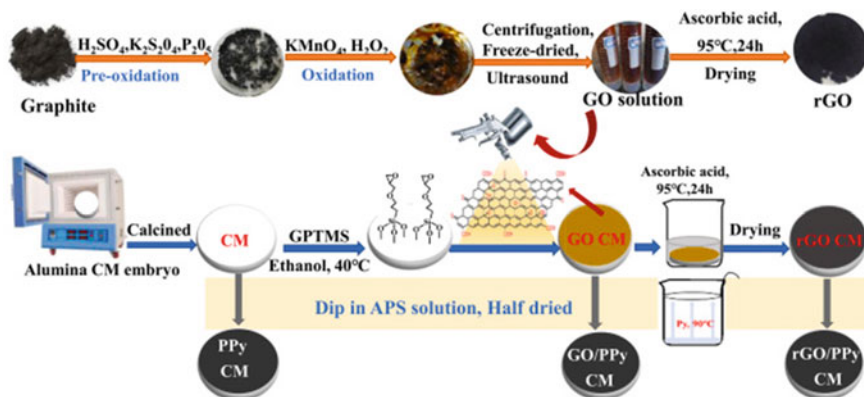 H₂SO₄,K₂S₂0₄,P₂0₅
Pre-oxidation
Graphite
KMnO₄, H₂O₂
Oxidation
Centrifugation,
Freeze-dried,
Ultrasound
GO solution
Ascorbic acid,
95℃,24h
Drying
rGO
Alumina CM embryo
Calcined
CM
GPTMS
Ethanol, 40℃
GO CM
Ascorbic acid,
95℃,24h
Drying
rGO CM
Dip in APS solution, Half dried
Py, 90℃
PPy
CM
GO/PPy
CM
rGO/PPy
CM